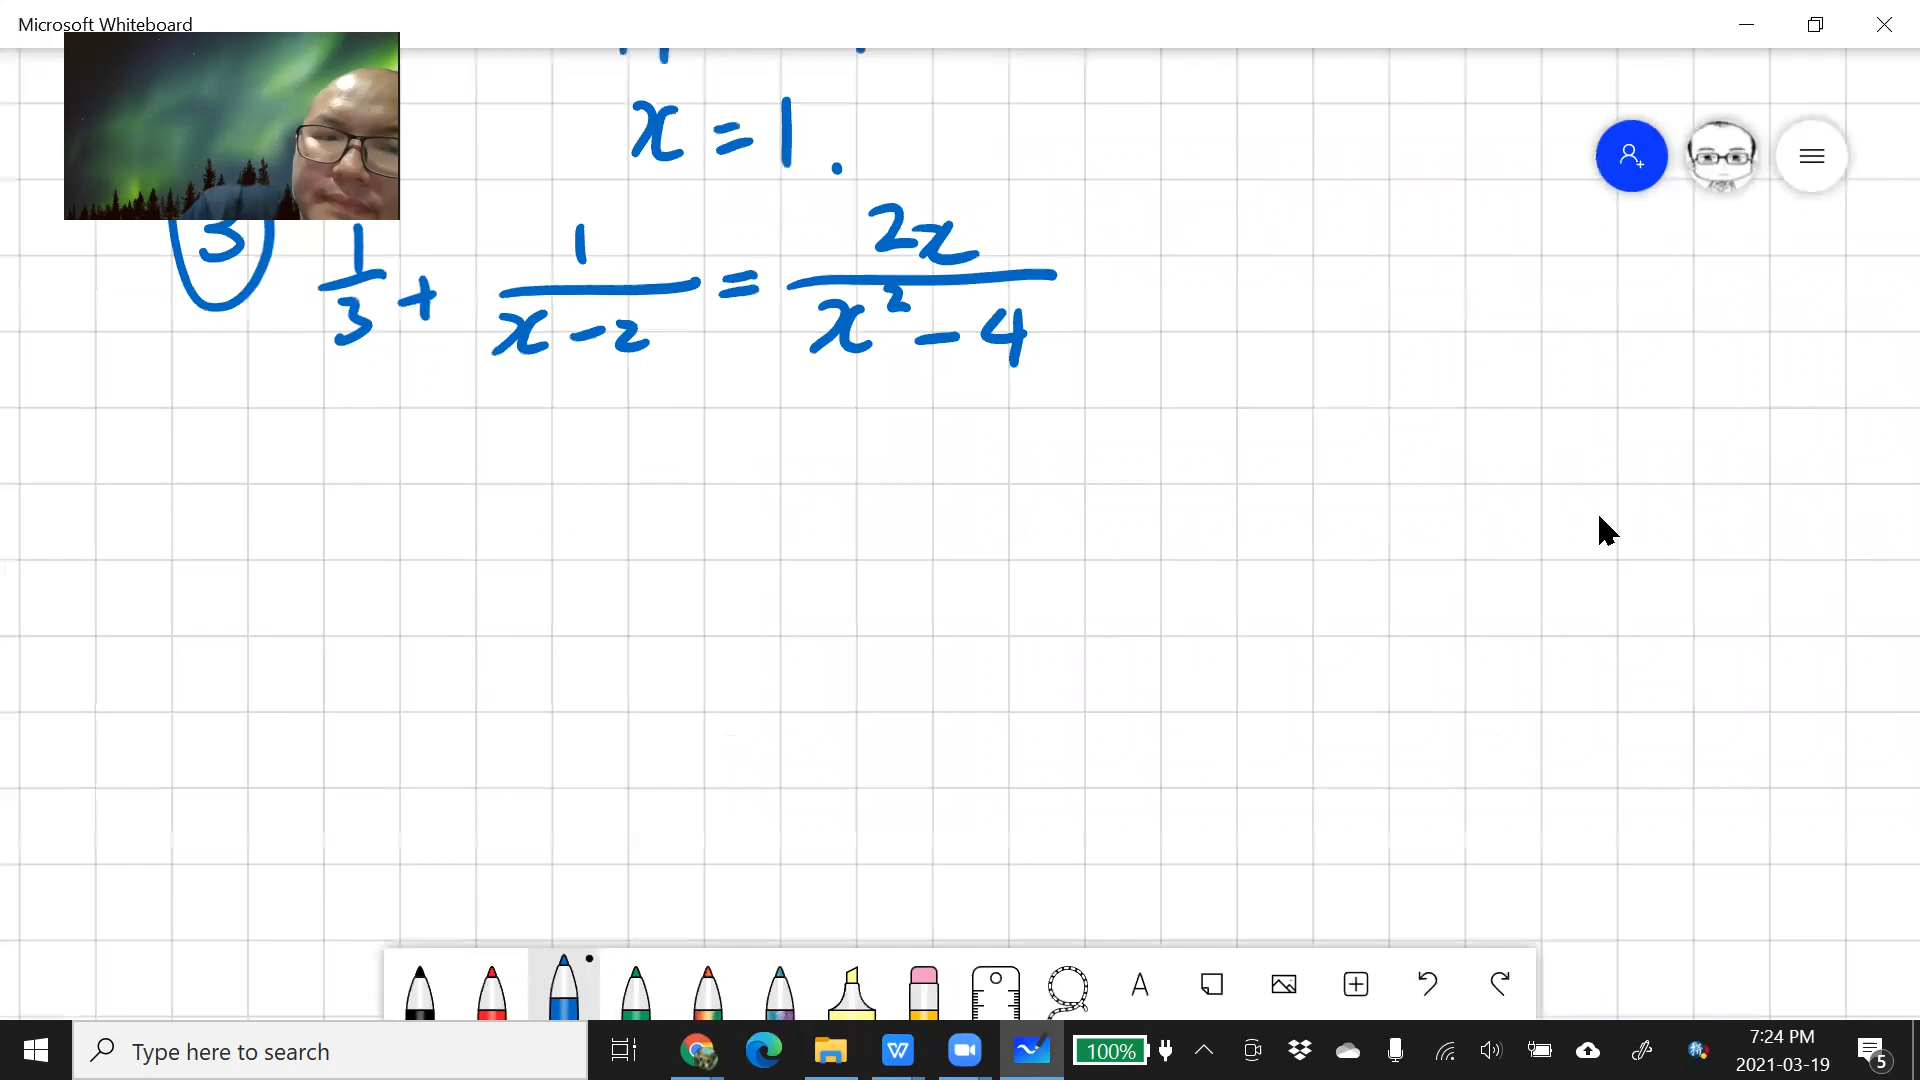 Microsoft Whiteboard
x = 1 .
3 1/3 + 1/(x - 2) = 2x/(x² - 4)
A
Type here to search
W
100%
7:24 PM
2021-03-19
5